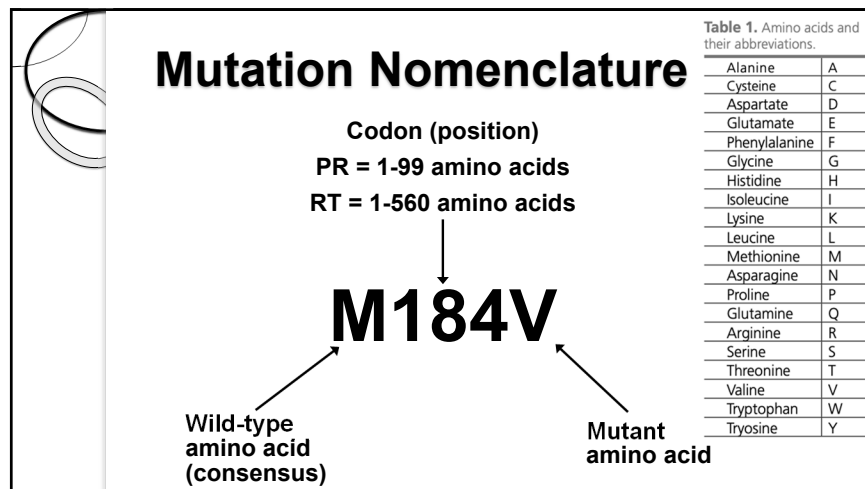 Mutation Nomenclature
Codon (position)
PR = 1-99 amino acids
RT = 1-560 amino acids
M184V
Wild-type
amino acid
(consensus)
Mutant
amino acid
Table 1. Amino acids and
their abbreviations.
Alanine A
Cysteine C
Aspartate D
Glutamate E
Phenylalanine F
Glycine G
Histidine H
Isoleucine I
Lysine K
Leucine L
Methionine M
Asparagine N
Proline P
Glutamine Q
Arginine R
Serine S
Threonine T
Valine V
Tryptophan W
Tryosine Y